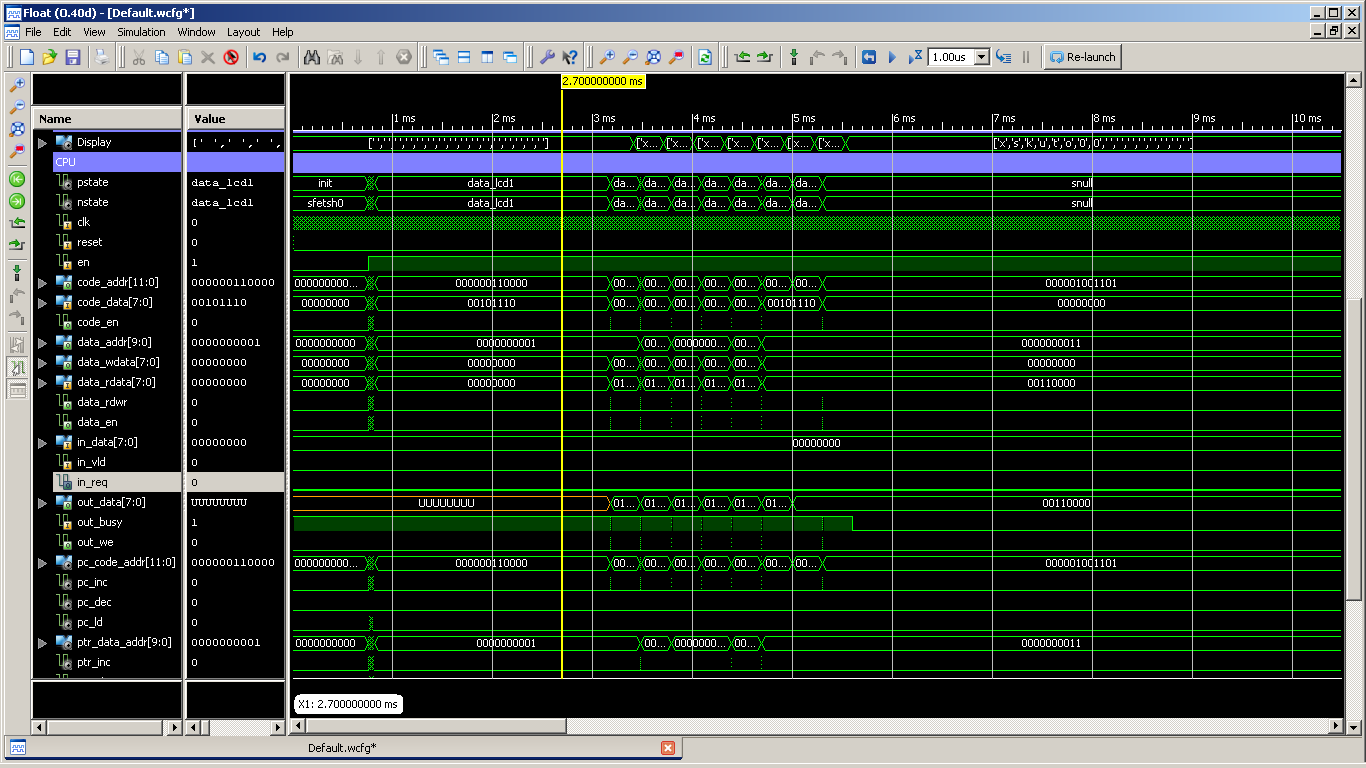 Float (O.40d) - [Default.wcfg*]
File Edit View Simulation Window Layout Help
1.00us Re-launch
2.700000000 ms
Name Value
1 ms 2 ms 3 ms 4 ms 5 ms 6 ms 7 ms 8 ms 9 ms 10 ms
Display [' ',' ',' ',' ', [' ',' ',' ',' ',' ',' ',' ',' ',' ',' ',' ',' ',' ',' ',' ',' '] ['x... ['x... ['x... ['x... ['x... ['x... ['x... ['x','s','k','u','t','o','0','0',' ',' ',' ',' ',' ',' ',' ',' ']
CPU
pstate data_lcd1 init data_lcd1 da... da... da... da... da... da... da... snull
nstate data_lcd1 sfetsh0 data_lcd1 da... da... da... da... da... da... da... snull
clk 0
reset 0
en 1
code_addr[11:0] 000000110000 000000000... 000000110000 00... 00... 00... 00... 00... 00... 00... 000001001101
code_data[7:0] 00101110 00000000 00101110 00... 00... 00... 00... 00... 00101110 00000000
code_en 0
data_addr[9:0] 0000000001 0000000000 0000000001 00... 0000000... 00... 0000000011
data_wdata[7:0] 00000000 00000000 00000000 00... 00... 00... 00... 00... 00000000
data_rdata[7:0] 00000000 00000000 00000000 01... 01... 01... 01... 01... 00110000
data_rdwr 0
data_en 0
in_data[7:0] 00000000 00000000
in_vld 0
in_req 0
out_data[7:0] UUUUUUUU UUUUUUUU 01... 01... 01... 01... 01... 01... 00110000
out_busy 1
out_we 0
pc_code_addr[11:0] 000000110000 000000000... 000000110000 00... 00... 00... 00... 00... 00... 00... 000001001101
pc_inc 0
pc_dec 0
pc_ld 0
ptr_data_addr[9:0] 0000000001 0000000000 0000000001 00... 0000000... 00... 0000000011
ptr_inc 0
X1: 2.700000000 ms
Default.wcfg*